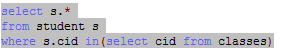 select s.*
from student s
where s.cid in(select cid from classes)